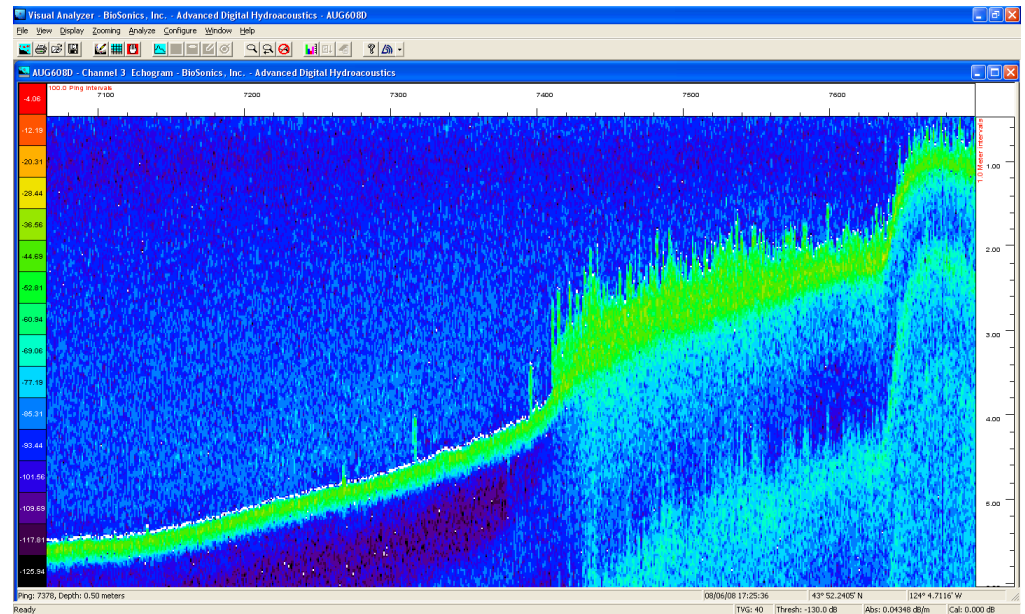 Visual Analyzer - BioSonics, Inc. - Advanced Digital Hydroacoustics - AUG608D
File View Display Zooming Analyze Configure Window Help
AUG608D - Channel 3 Echogram - BioSonics, Inc. - Advanced Digital Hydroacoustics
100.0 Ping Intervals
7100 7200 7300 7400 7500 7600
-4.06
-12.19
-20.31
-28.44
-36.56
-44.69
-52.81
-60.94
-69.06
-77.19
-85.31
-93.44
-101.56
-109.69
-117.81
-125.94
1.0 Meter Intervals
1.00
2.00
3.00
4.00
5.00
Ping: 7378, Depth: 0.50 meters 08/06/08 17:25:36 43° 52.2405' N 124° 4.7116' W
Ready TVG: 40 Thresh: -130.0 dB Abs: 0.04348 dB/m Cal: 0.000 dB